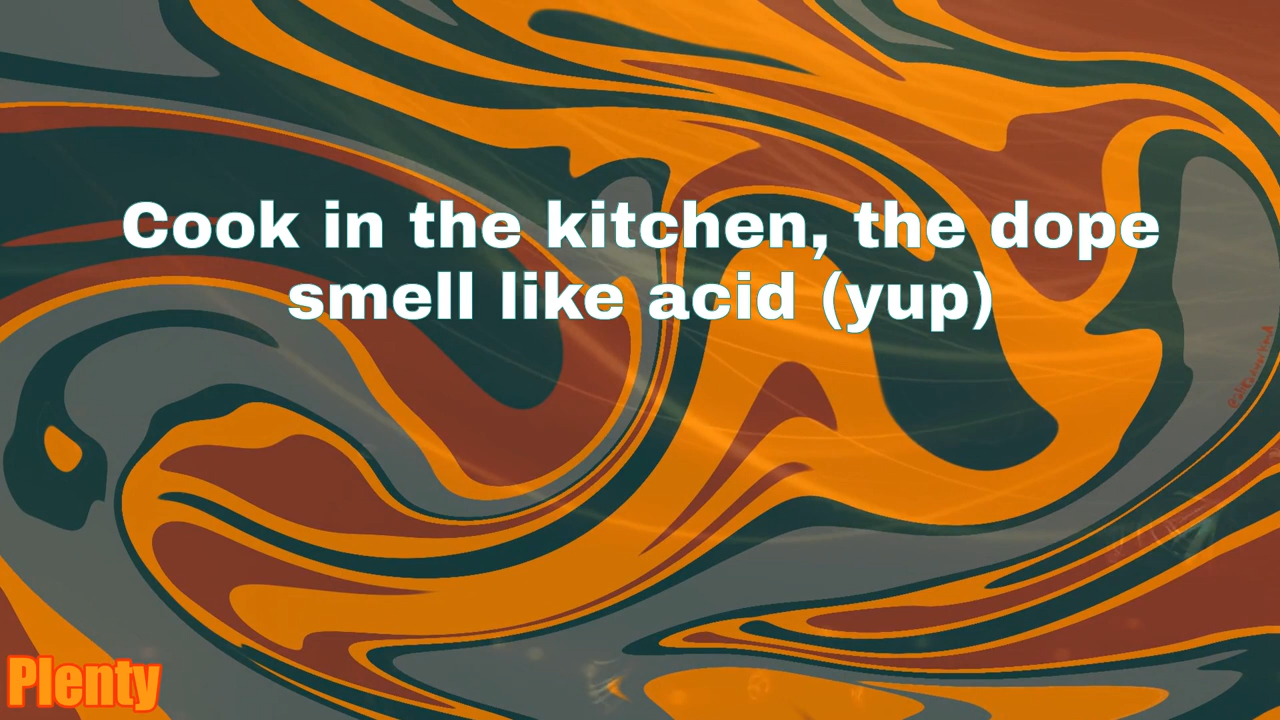 Cook in the kitchen, the dope
smell like acid (yup)
Plenty